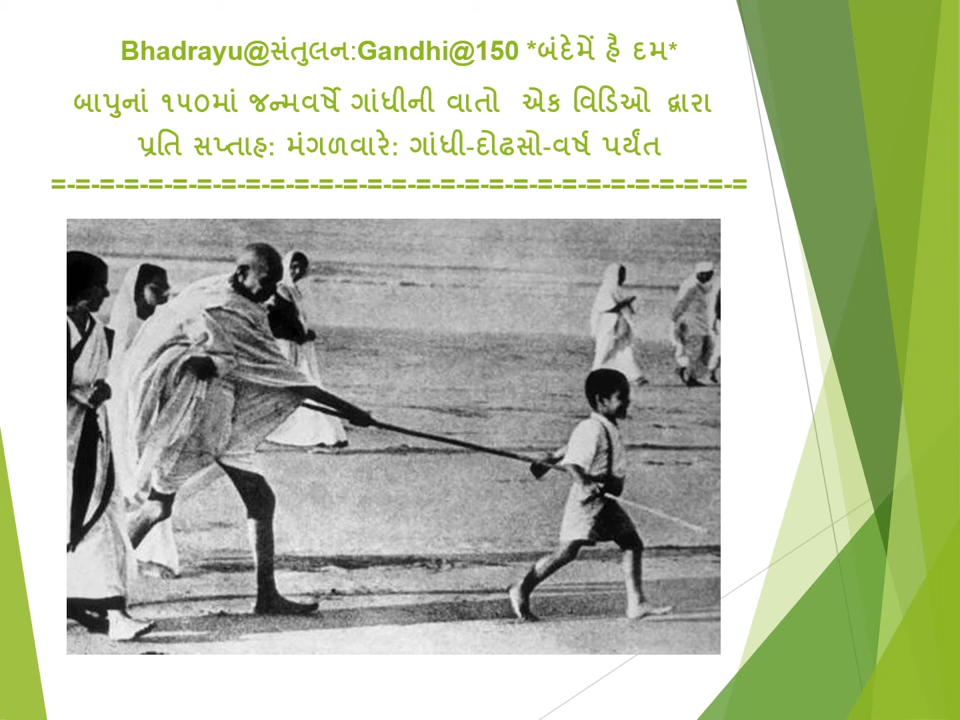 Bhadrayu@સંતુલન:Gandhi@150 *બંદેમેં હૈ દમ*
બાપુનાં ૧૫૦માં જન્મવર્ષે ગાંધીની વાતો એક વિડિઓ દ્વારા
પ્રતિ સપ્તાહ: મંગળવારે: ગાંધી-દોઢસો-વર્ષ પર્યંત
=-=-=-=-=-=-=-=-=-=-=-=-=-=-=-=-=-=-=-=-=-=-=-=-=-=-=-=-=